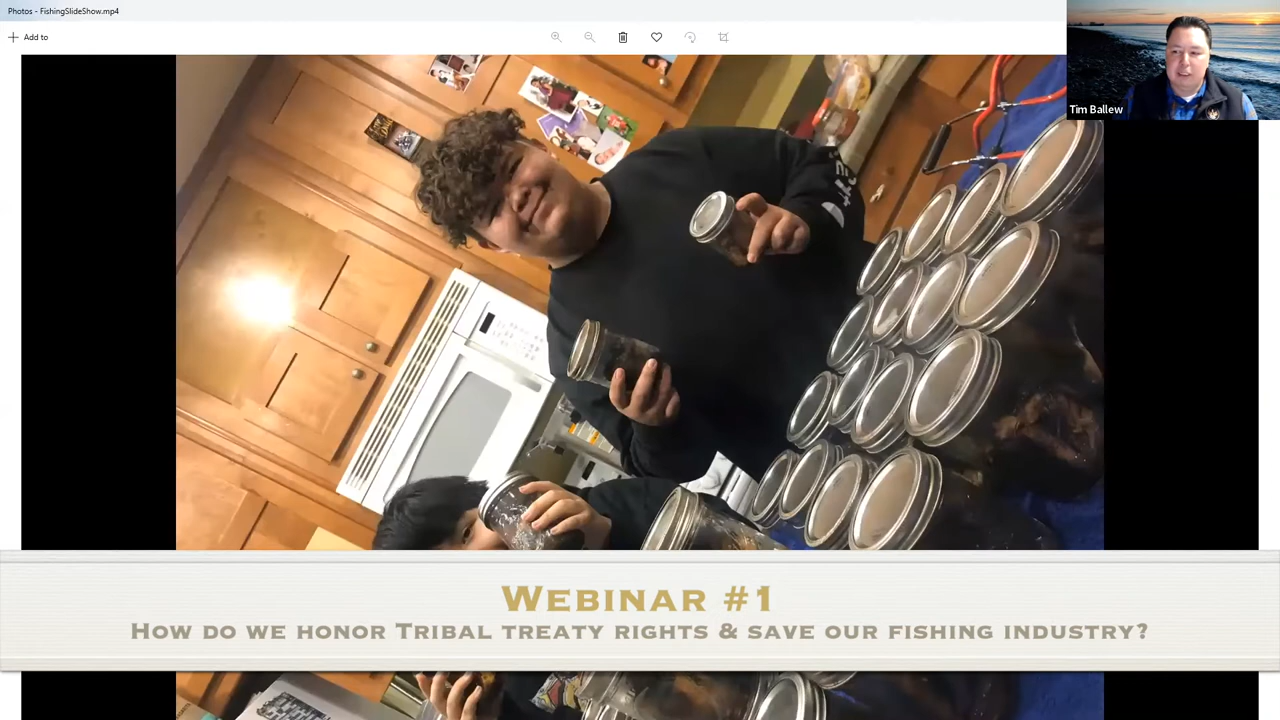 Photos - FishingSlideShow.mp4
Add to
Tim Ballew
Webinar #1
How do we honor Tribal treaty rights & save our fishing industry?